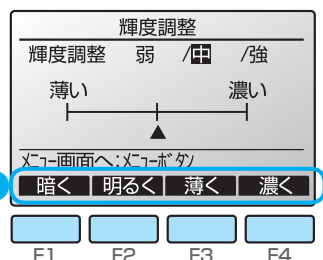 輝度調整
輝度調整 弱 /中 /強
薄い 濃い
ﾒﾆｭｰ画面へ:ﾒﾆｭｰﾎﾞﾀﾝ
暗く 明るく 薄く 濃く
F1 F2 F3 F4